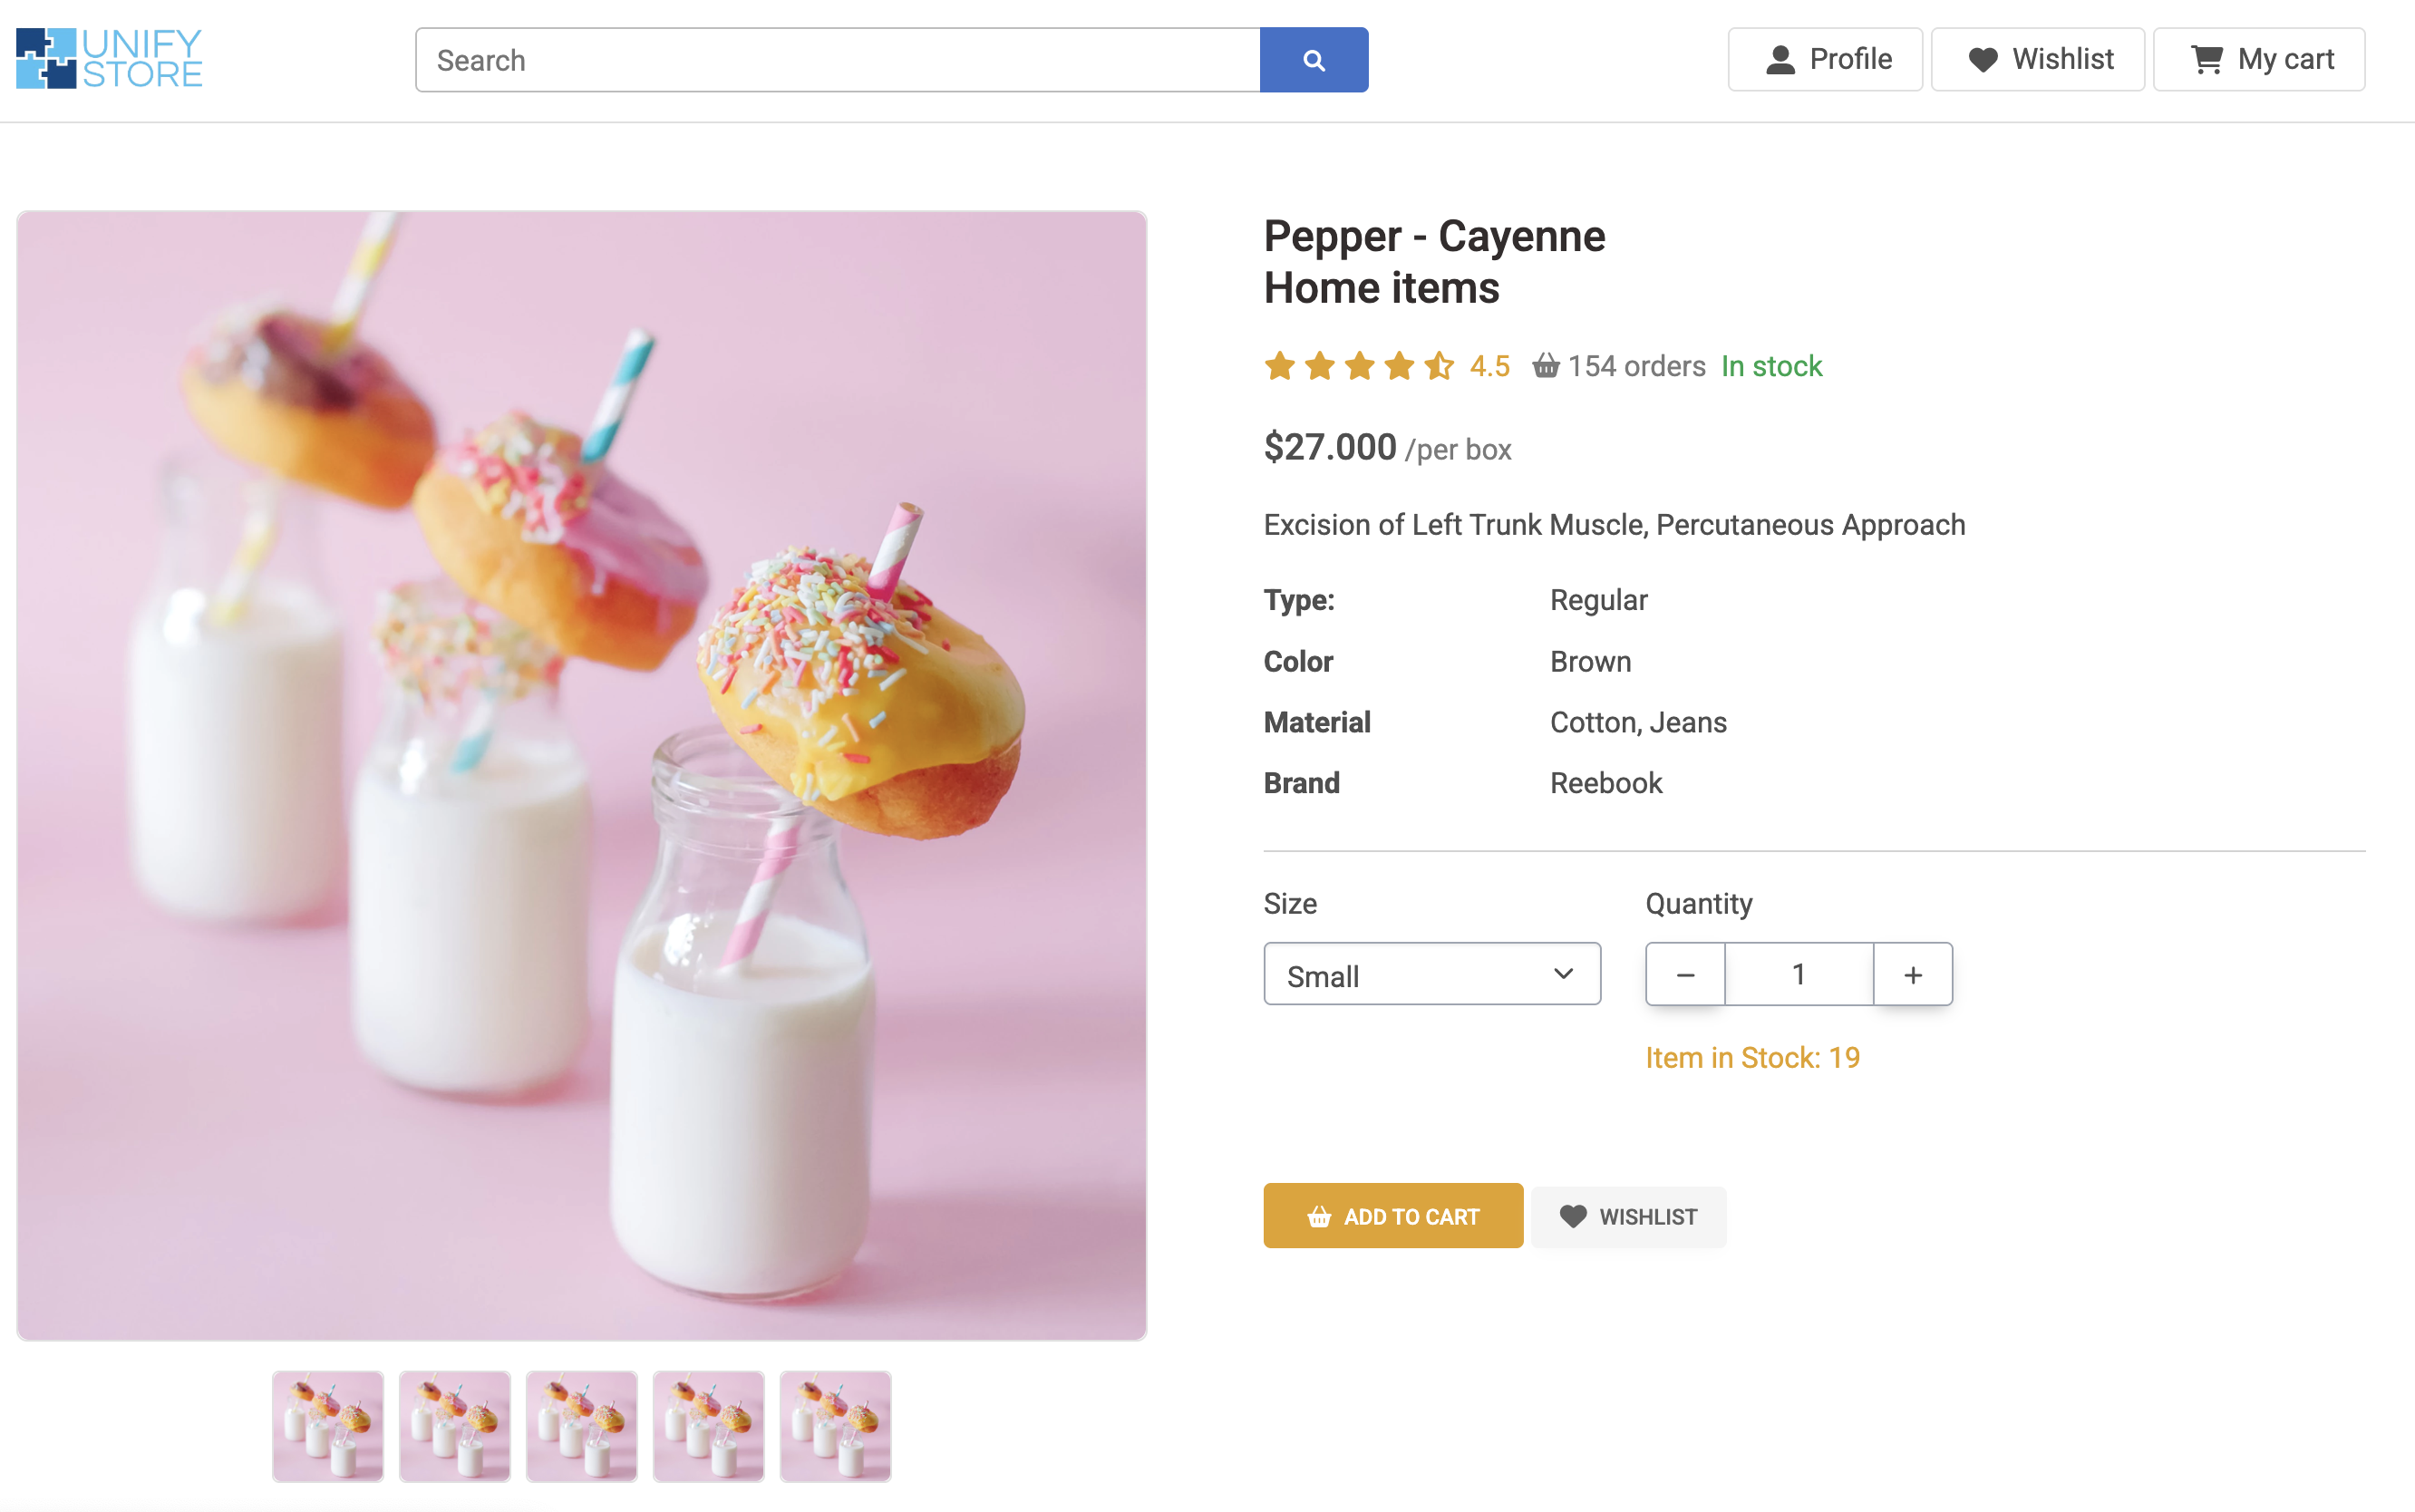 UNIFY
STORE
Search
Profile
Wishlist
My cart
Pepper - Cayenne
Home items
4.5 154 orders In stock
$27.000 /per box
Excision of Left Trunk Muscle, Percutaneous Approach
Type: Regular
Color Brown
Material Cotton, Jeans
Brand Reebook
Size Quantity
Small − 1 +
Item in Stock: 19
ADD TO CART WISHLIST